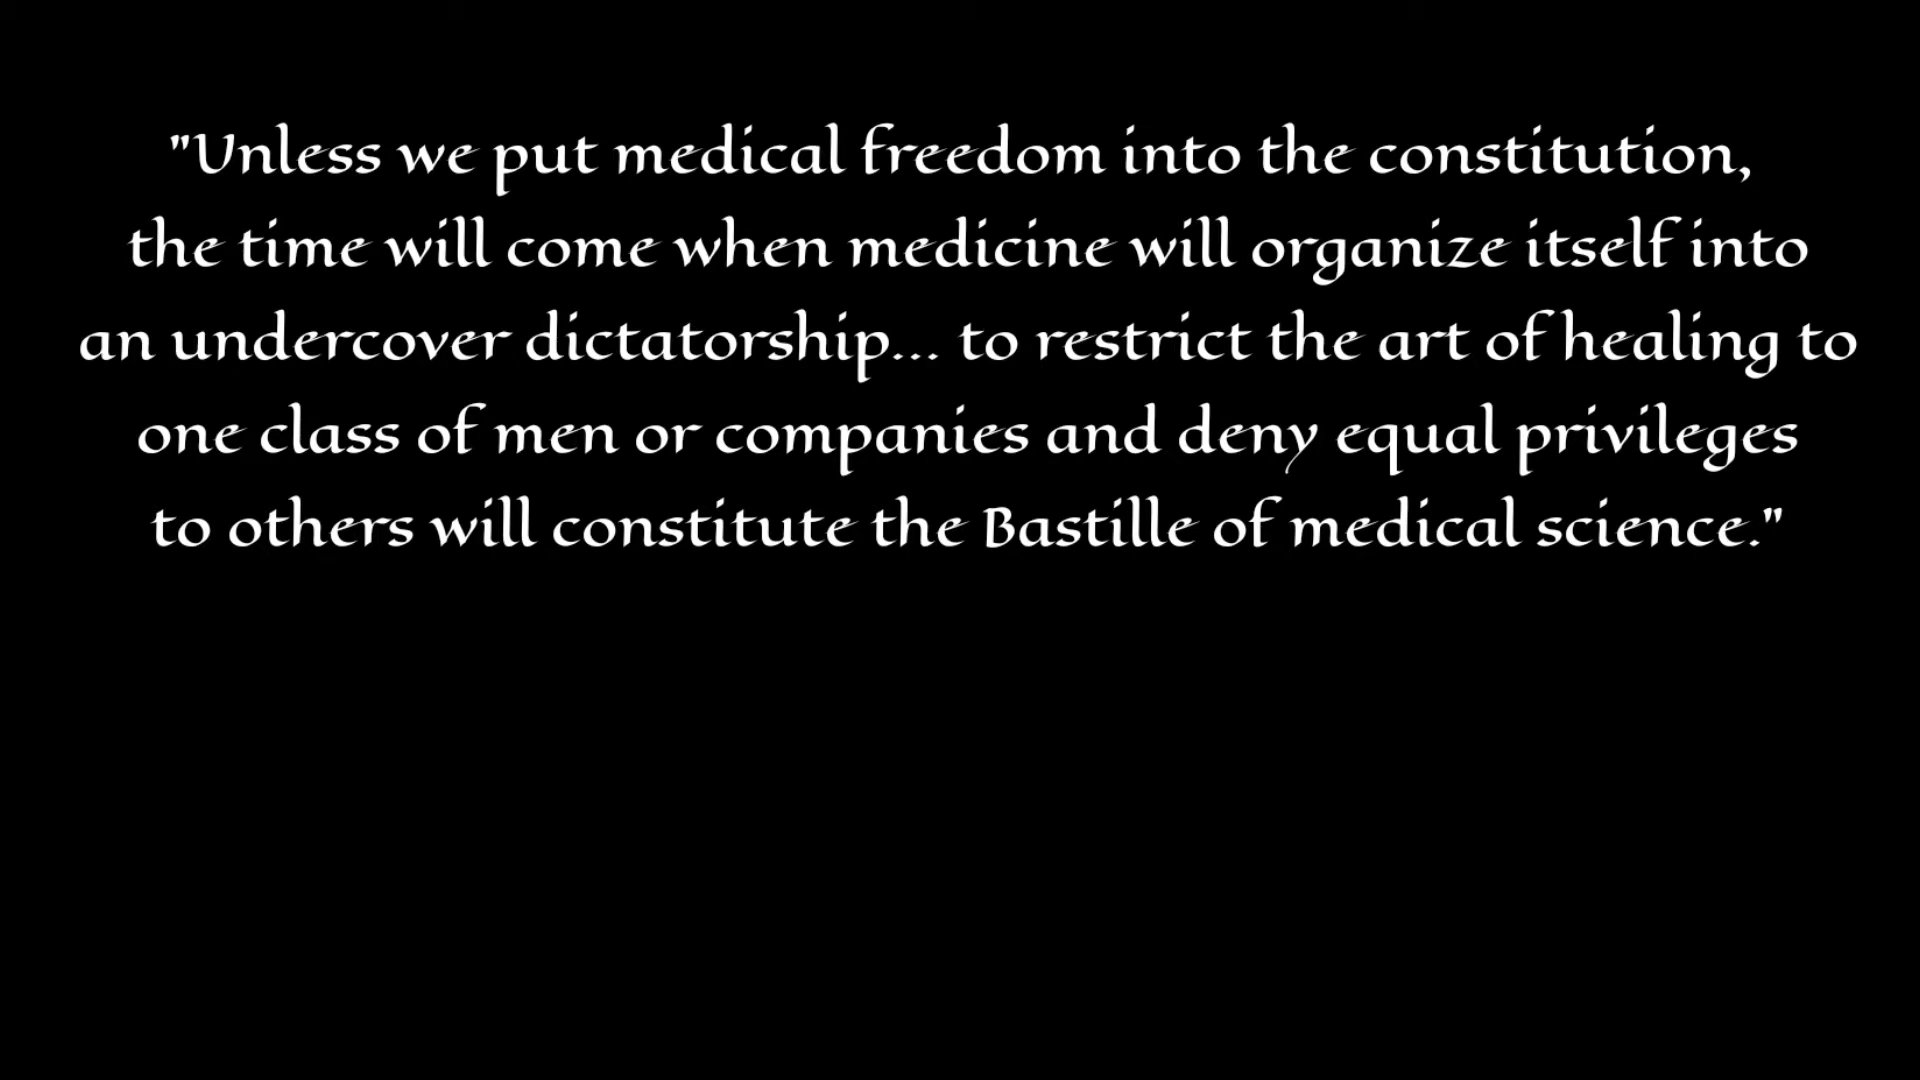 "Unless we put medical freedom into the constitution,
the time will come when medicine will organize itself into
an undercover dictatorship... to restrict the art of healing to
one class of men or companies and deny equal privileges
to others will constitute the Bastille of medical science."